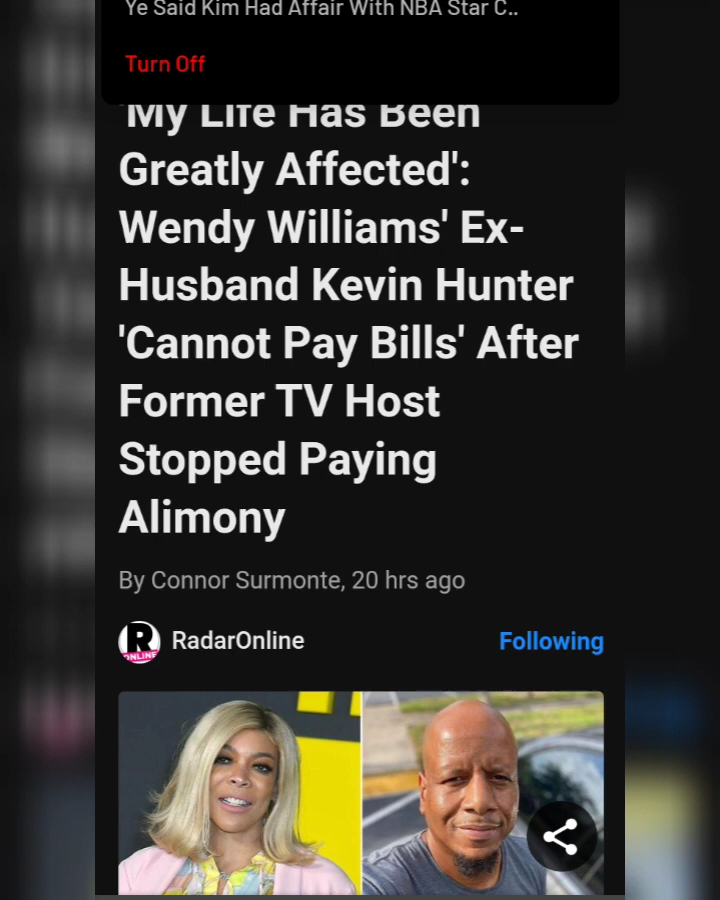 Ye Said Kim Had Affair With NBA Star C..
Turn Off
'My Life Has Been
Greatly Affected':
Wendy Williams' Ex-
Husband Kevin Hunter
'Cannot Pay Bills' After
Former TV Host
Stopped Paying
Alimony
By Connor Surmonte, 20 hrs ago
R
ONLINE
RadarOnline
Following